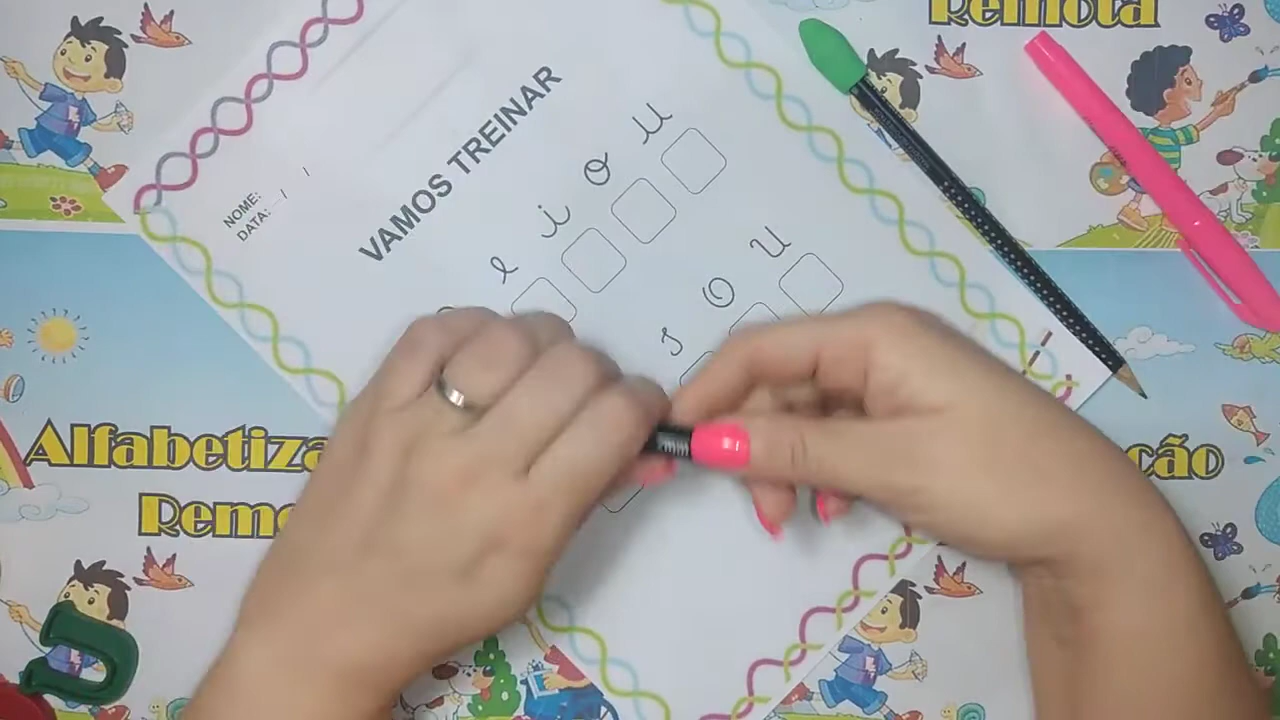 Remota
NOME:
DATA: / /
VAMOS TREINAR
e i o u
I O U
Alfabetiza
ção
Remo